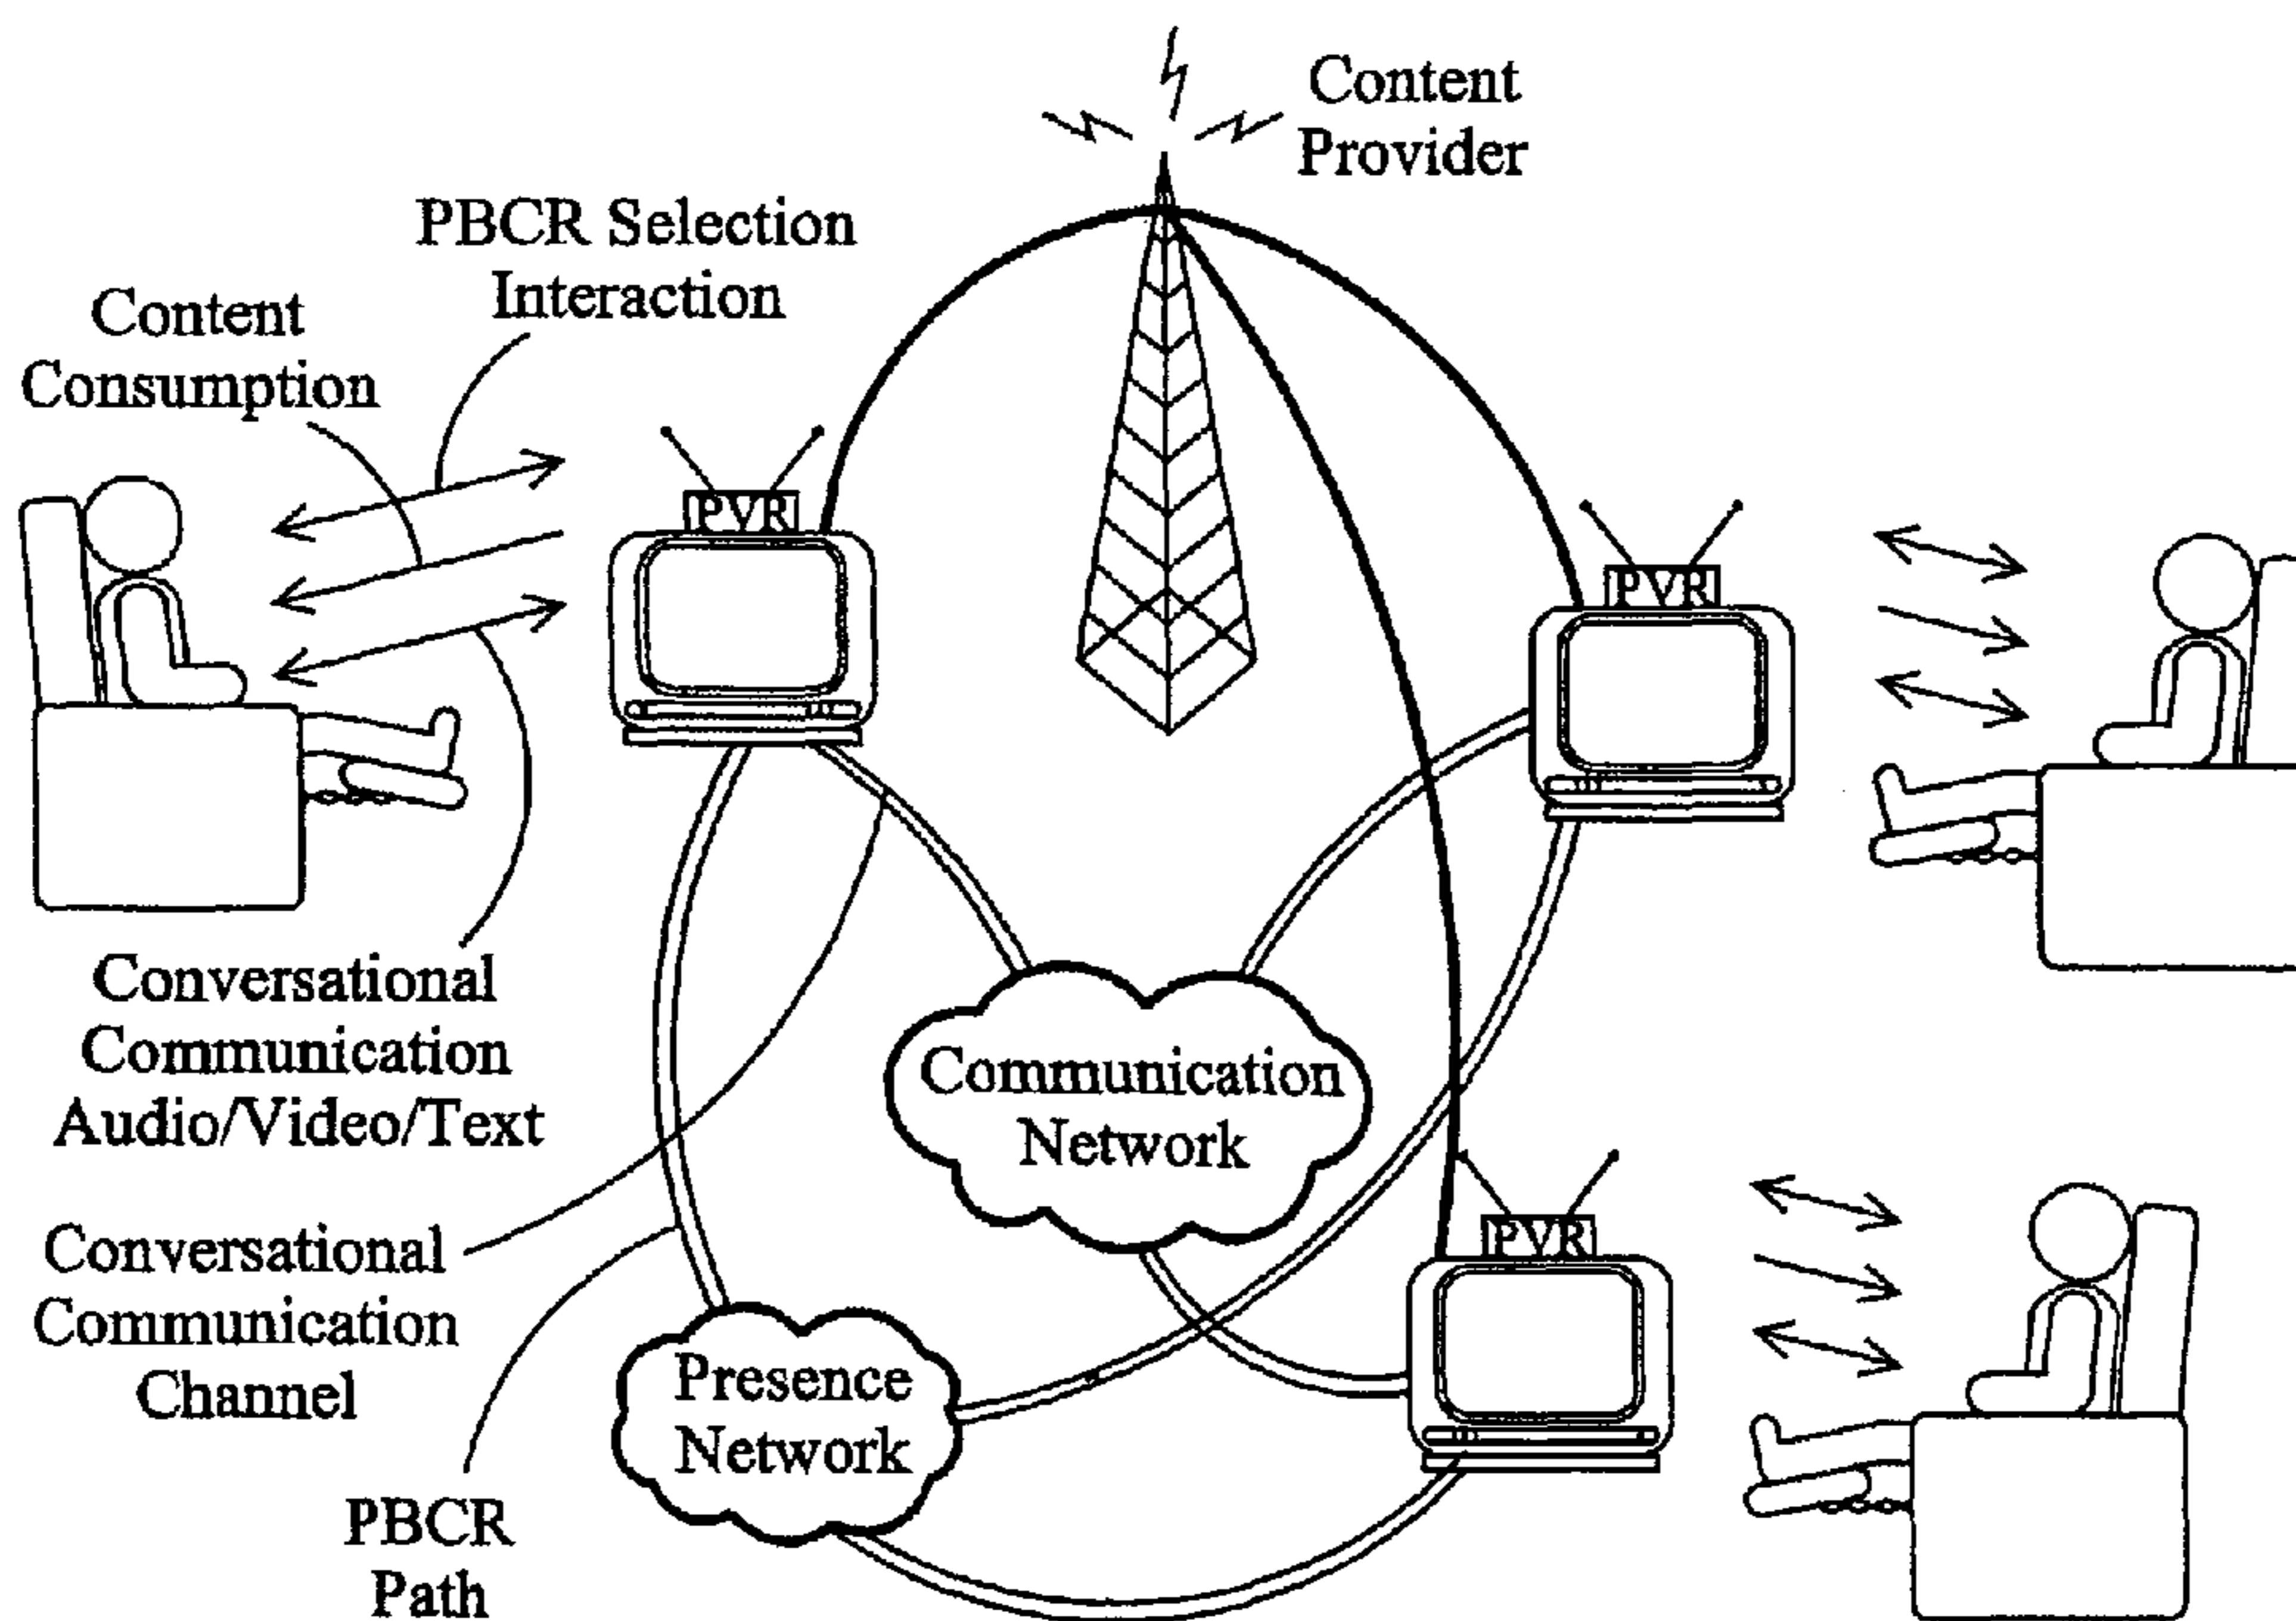 Content
Provider
PBCR Selection
Interaction
Content
Consumption
PVR
PVR
Conversational
Communication
Audio/Video/Text
Communication
Network
Conversational
Communication
Channel
PVR
Presence
Network
PBCR
Path